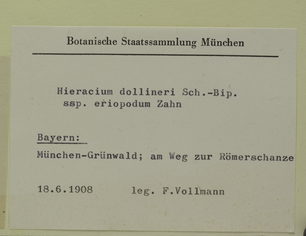 Botanische Staatssammlung München
Hieracium dollineri Sch.-Bip.
ssp. eriopodum Zahn
Bayern:
München-Grünwald; am Weg zur Römerschanze
18.6.1908 leg. F.Vollmann